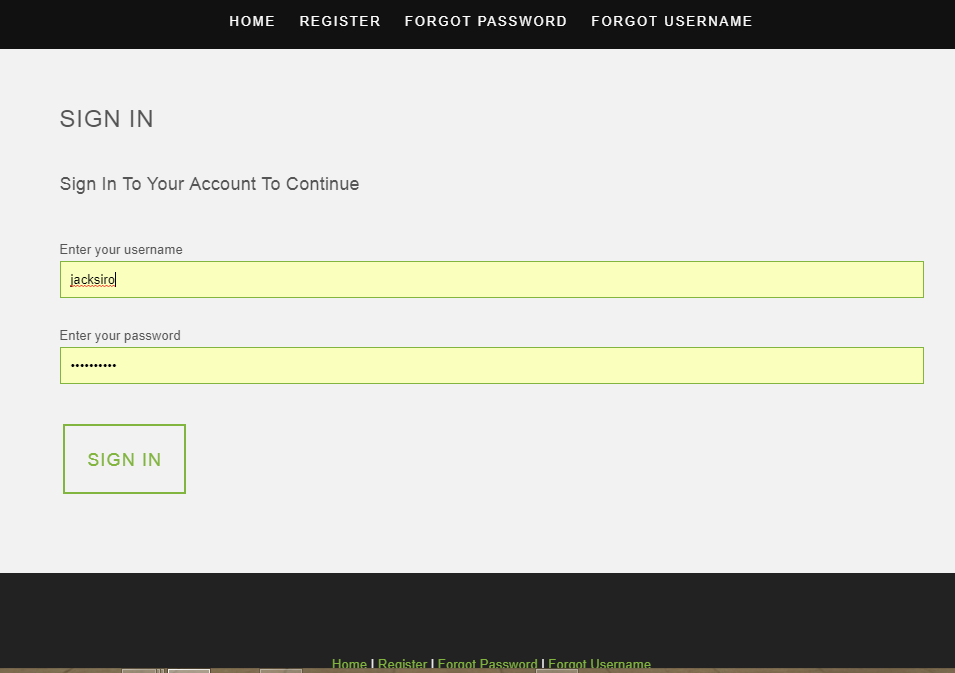 HOME REGISTER FORGOT PASSWORD FORGOT USERNAME
SIGN IN
Sign In To Your Account To Continue
Enter your username
jacksiro
Enter your password
••••••••••
SIGN IN
Home | Register | Forgot Password | Forgot Username